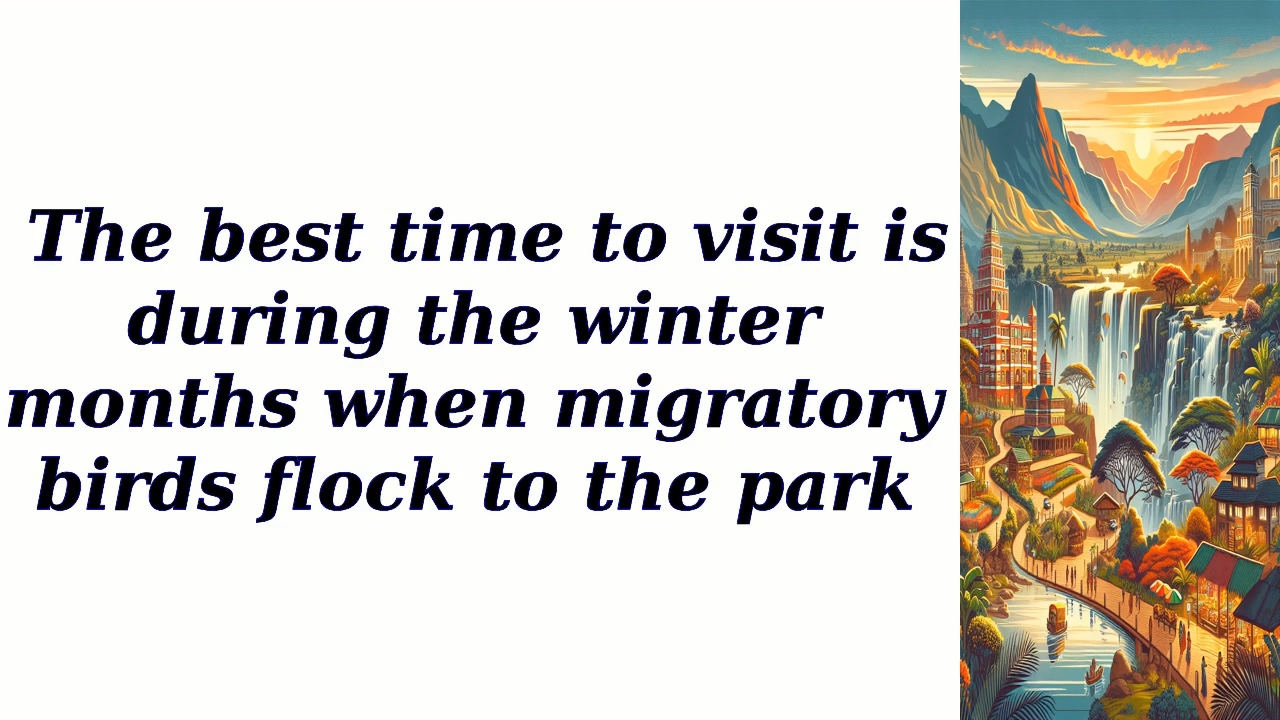 The best time to visit is
during the winter
months when migratory
birds flock to the park